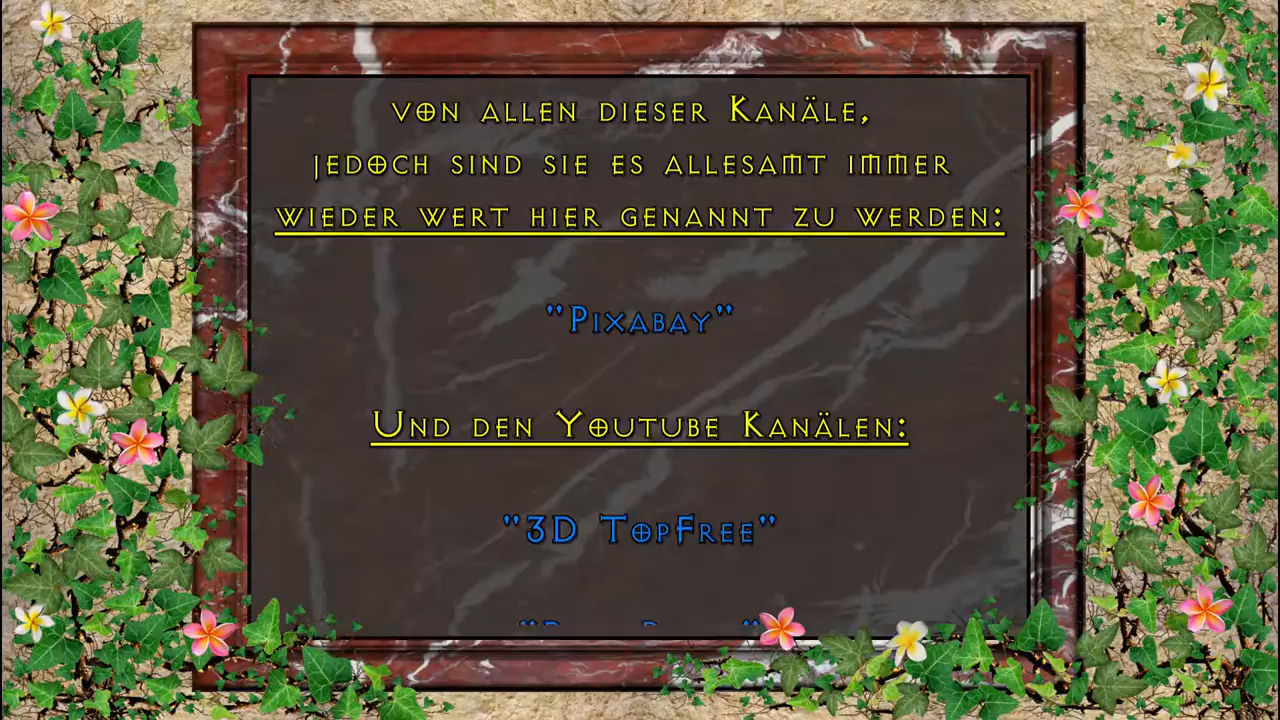 von allen dieser Kanäle,
jedoch sind sie es allesamt immer
wieder wert hier genannt zu werden:
"Pixabay"
Und den Youtube Kanälen:
"3D TopFree"